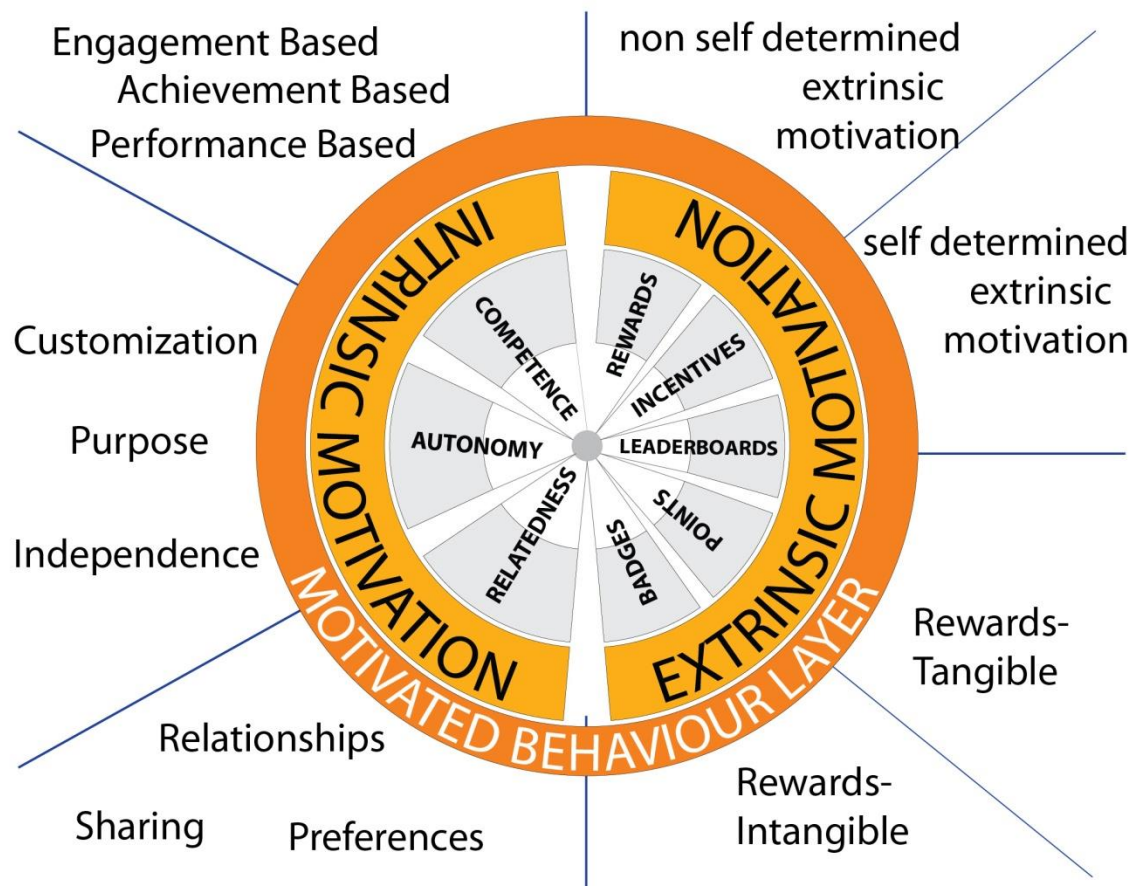 Engagement Based
Achievement Based
Performance Based
non self determined
extrinsic
motivation
self determined
extrinsic
motivation
Customization
Purpose
Independence
INTRINSIC MOTIVATION
EXTRINSIC MOTIVATION
COMPETENCE
AUTONOMY
RELATEDNESS
REWARDS
INCENTIVES
LEADERBOARDS
POINTS
BADGES
MOTIVATED BEHAVIOUR LAYER
Rewards-
Tangible
Relationships
Sharing
Preferences
Rewards-
Intangible